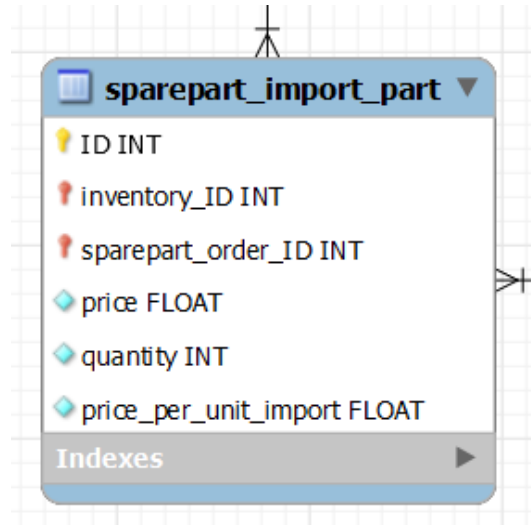 sparepart_import_part
ID INT
inventory_ID INT
sparepart_order_ID INT
price FLOAT
quantity INT
price_per_unit_import FLOAT
Indexes